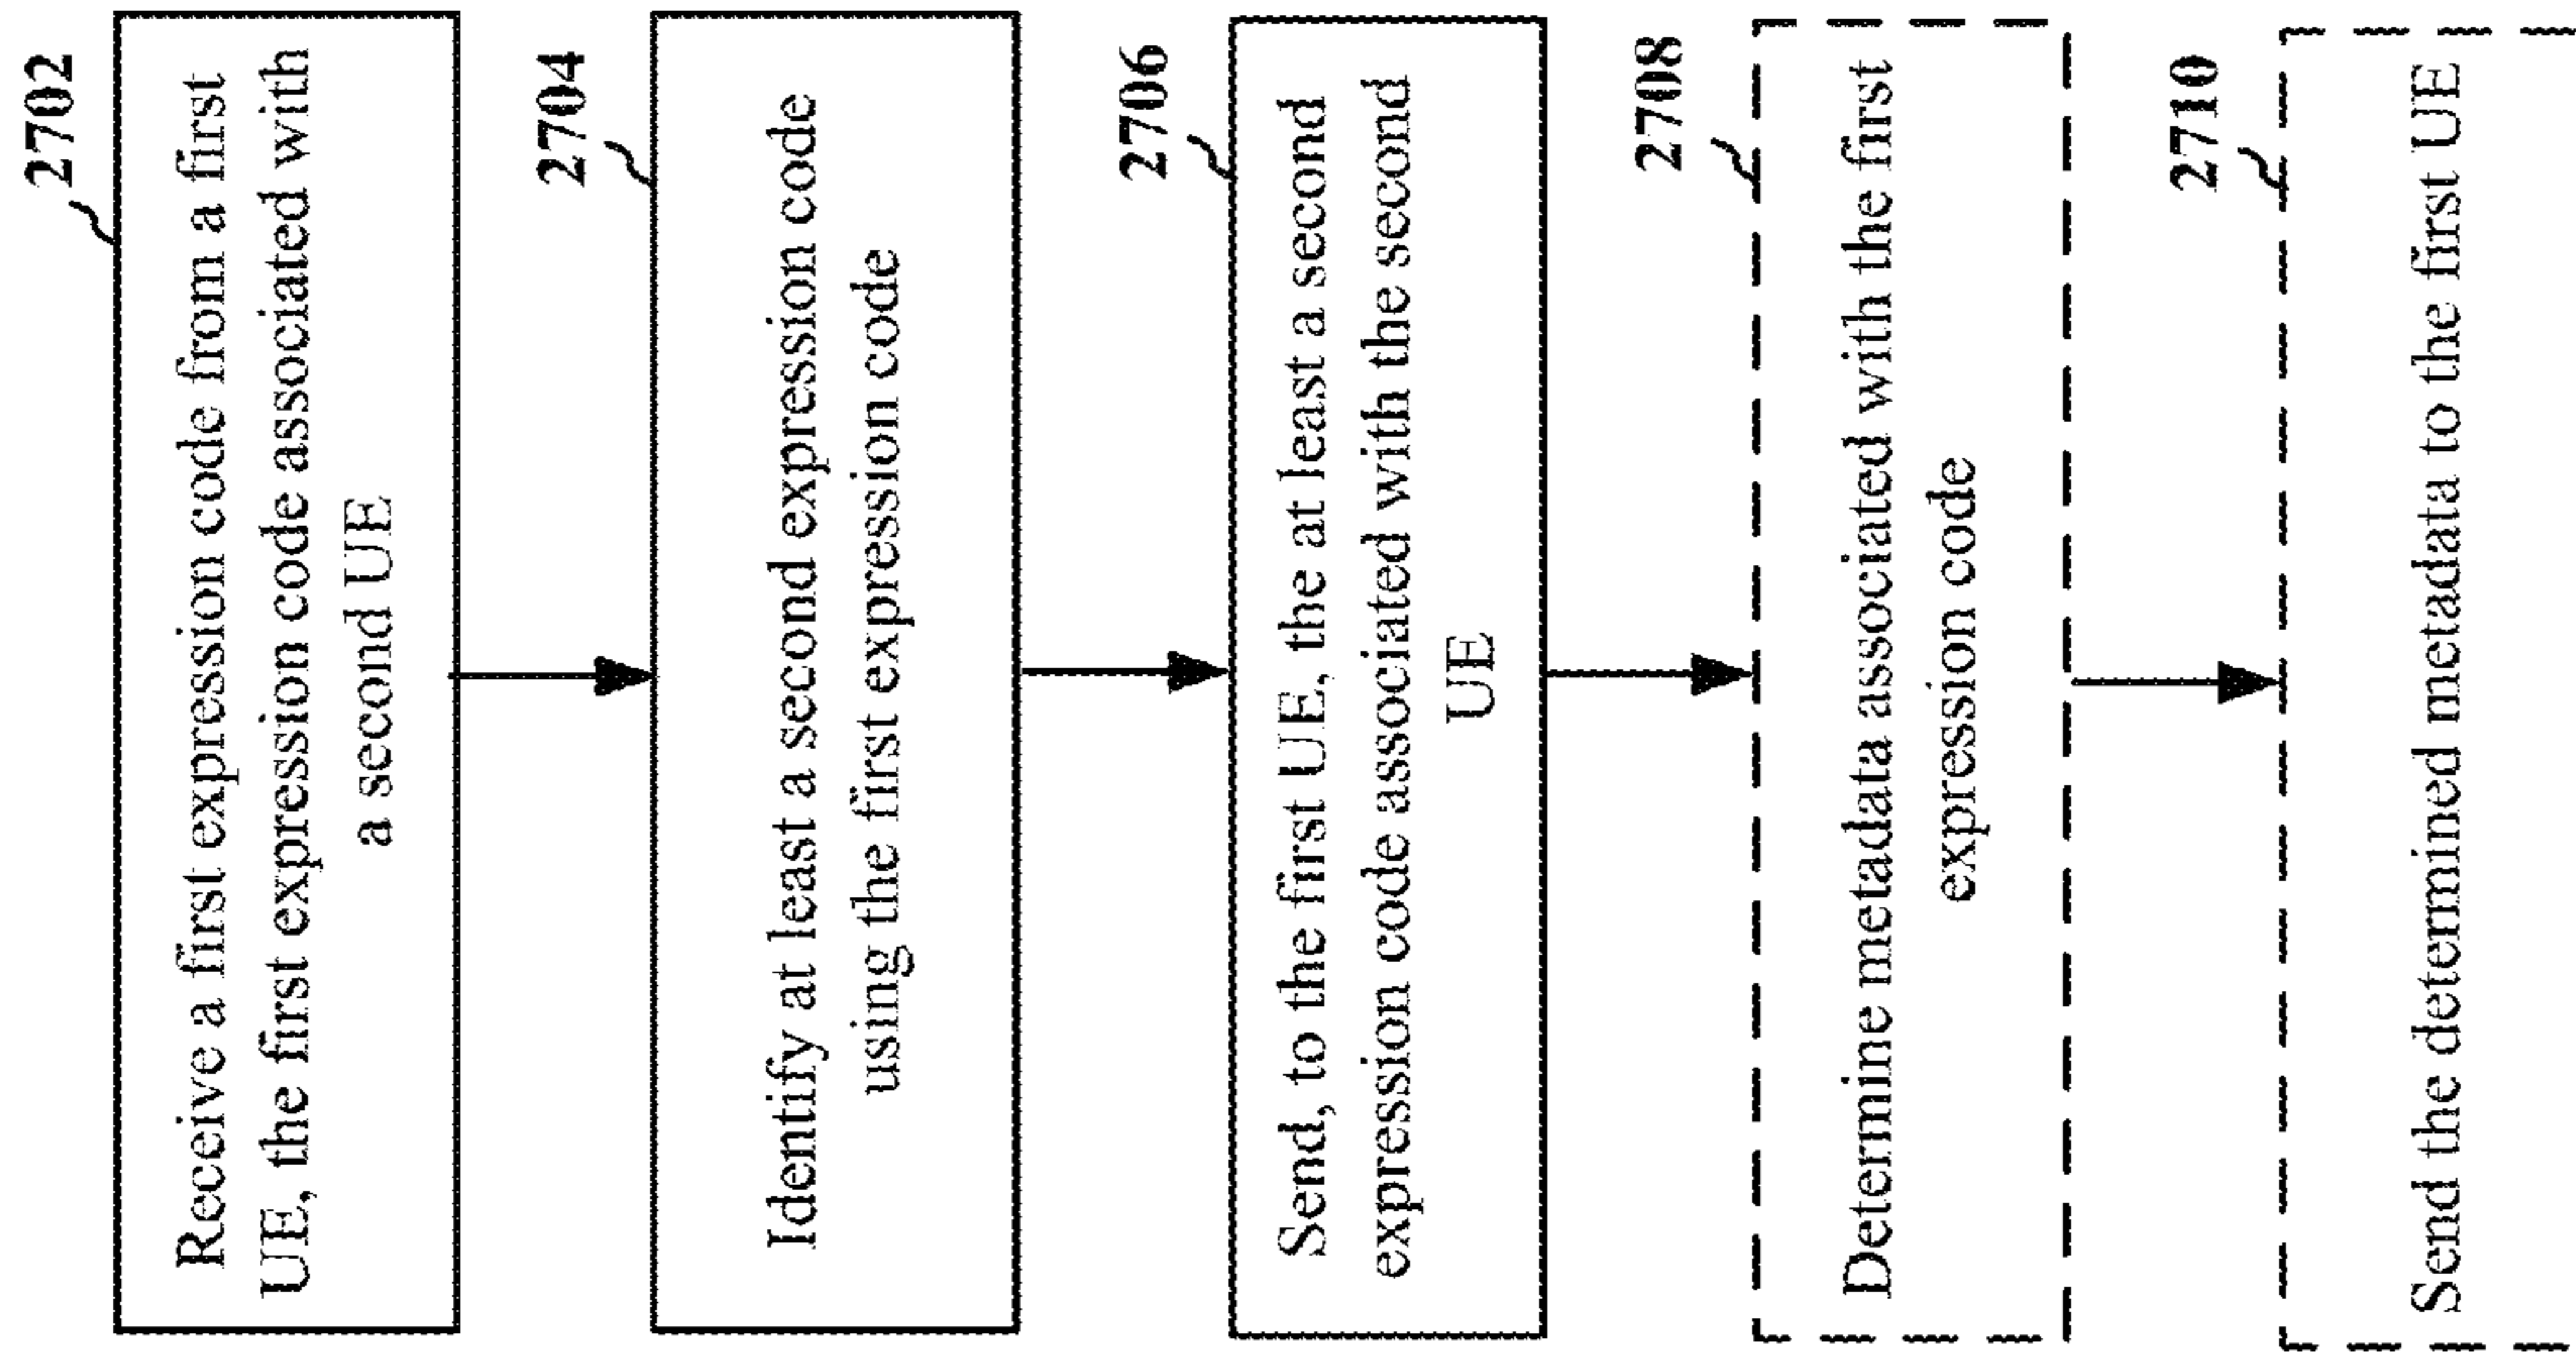 2702
Receive a first expression code from a first
UE, the first expression code associated with
a second UE
2704
Identify at least a second expression code
using the first expression code
2706
Send, to the first UE, the at least a second
expression code associated with the second
UE
2708
Determine metadata associated with the first
expression code
2710
Send the determined metadata to the first UE